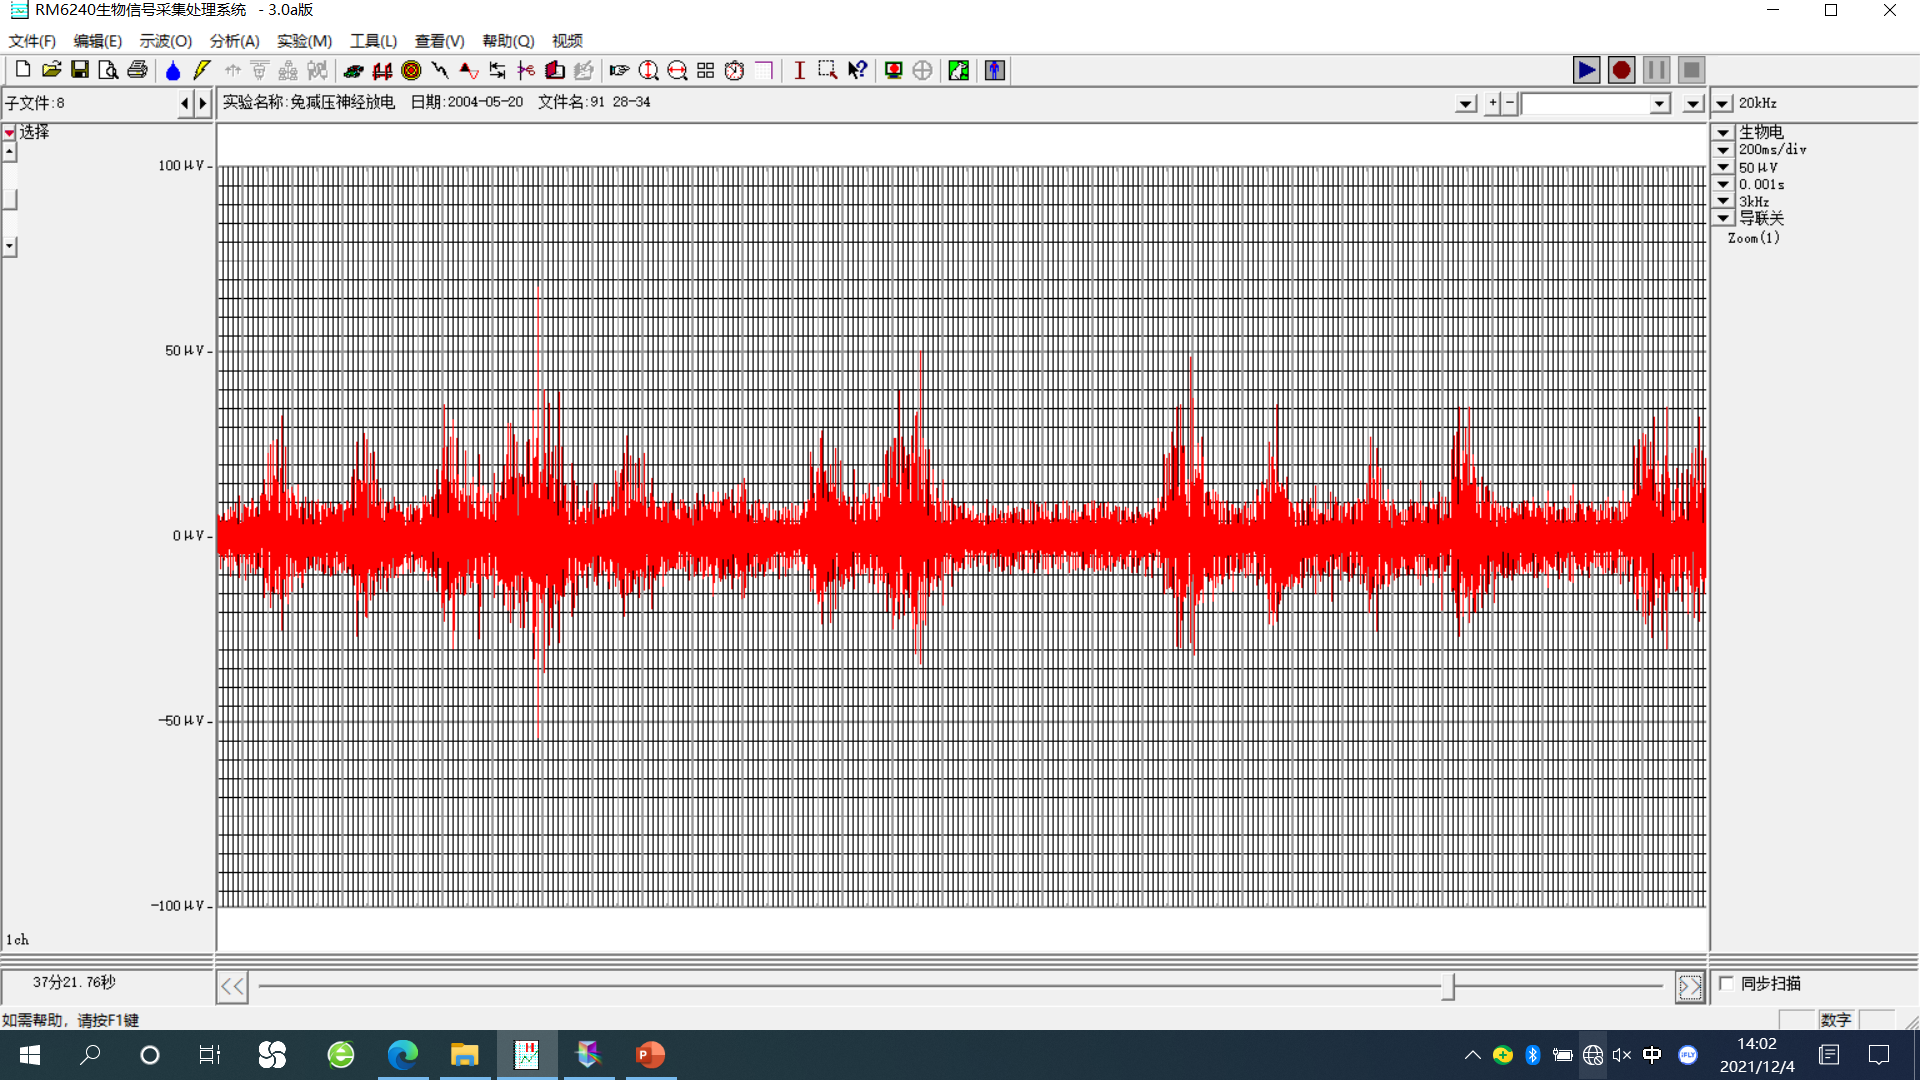 RM6240生物信号采集处理系统 - 3.0a版
文件(F) 编辑(E) 示波(O) 分析(A) 实验(M) 工具(L) 查看(V) 帮助(Q) 视频
子文件:8
实验名称:兔减压神经放电 日期:2004-05-20 文件名:91 28-34
20kHz
选择
生物电
200ms/div
50μV
0.001s
3kHz
导联关
Zoom(1)
100μV
50μV
0μV
-50μV
-100μV
1ch
37分21.76秒
同步扫描
如需帮助，请按F1键
数字
中
iFLY
14:02
2021/12/4